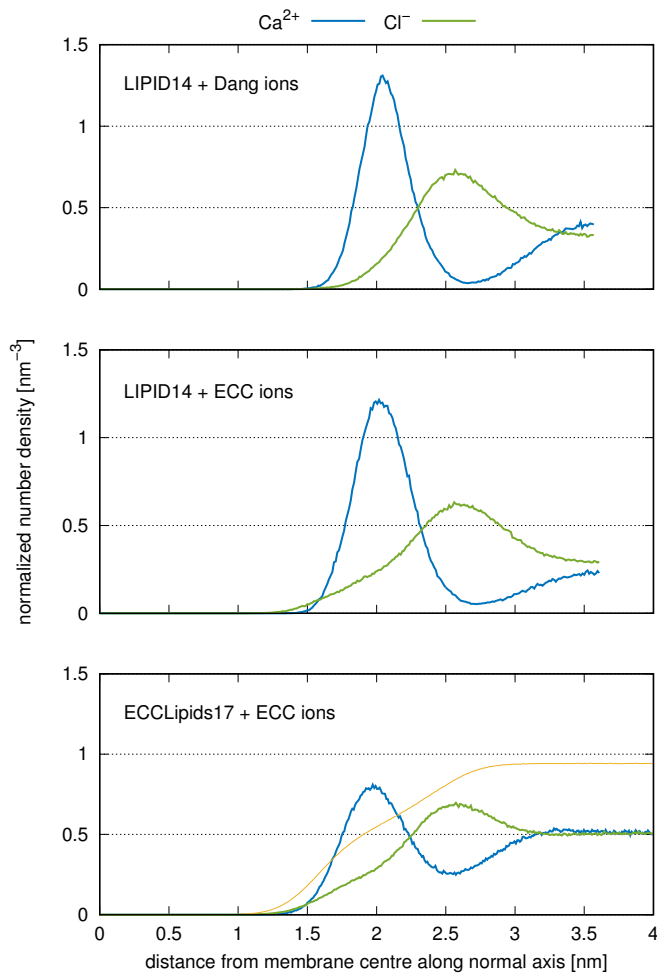 Ca²⁺ Cl⁻
1.5
LIPID14 + Dang ions
1
0.5
0
1.5
LIPID14 + ECC ions
1
0.5
0
normalized number density [nm⁻³]
1.5
ECCLipids17 + ECC ions
1
0.5
0
0 0.5 1 1.5 2 2.5 3 3.5 4
distance from membrane centre along normal axis [nm]